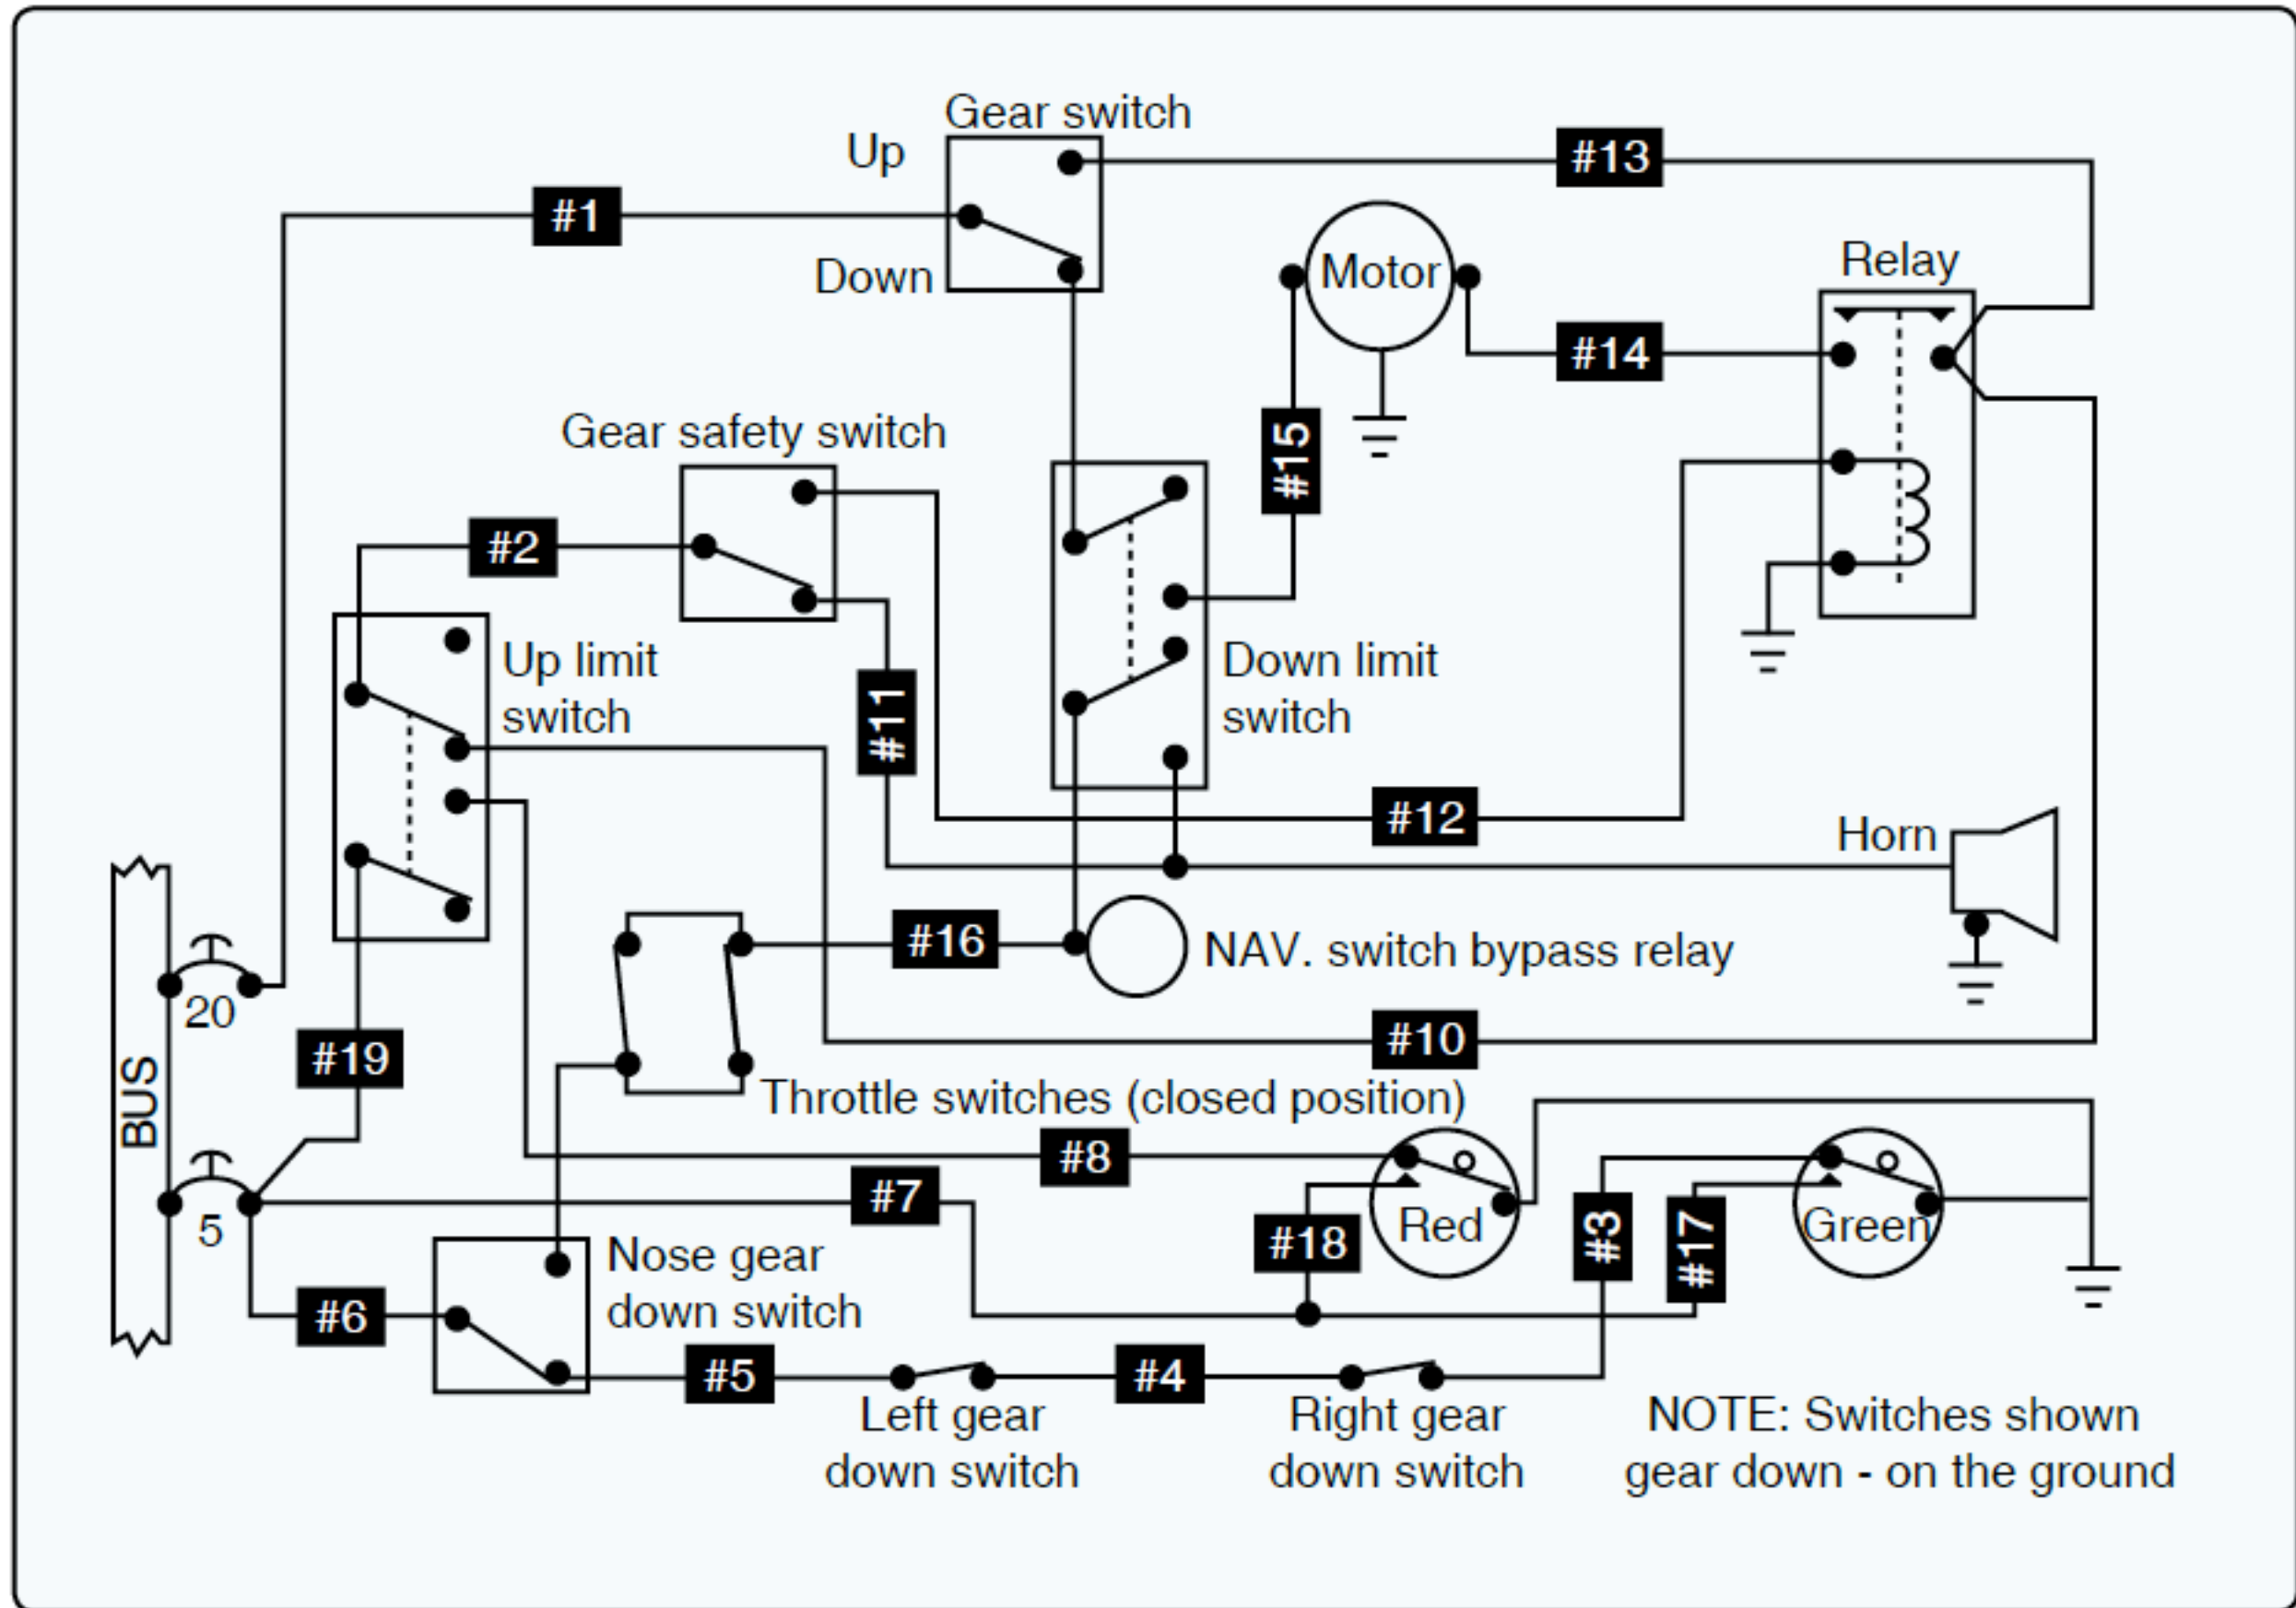 Gear switch
Up
#13
#1
Down
Motor
Relay
#14
Gear safety switch
#15
#2
Up limit
switch
#11
Down limit
switch
#12
Horn
#16
NAV. switch bypass relay
20
#10
#19
BUS
Throttle switches (closed position)
#8
#7
5
Red
#18
#3
#17
Green
Nose gear
down switch
#6
#5
#4
Left gear
down switch
Right gear
down switch
NOTE: Switches shown
gear down - on the ground